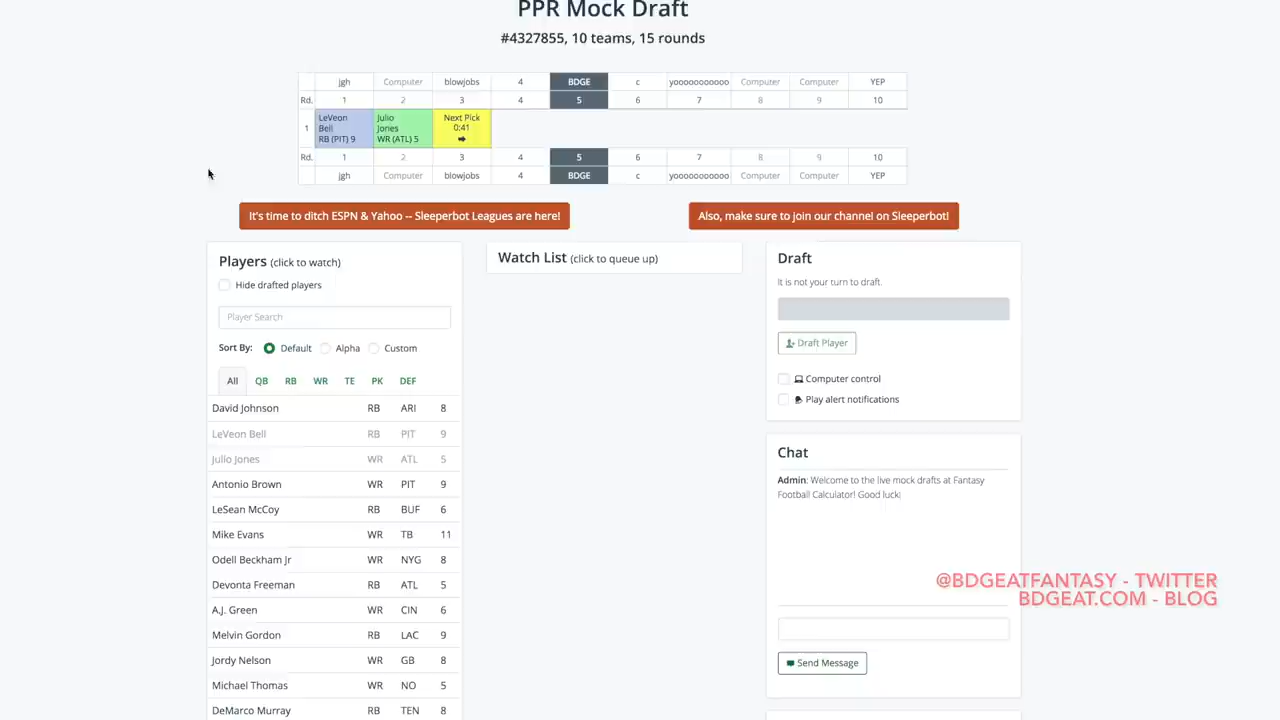 PPR Mock Draft
#4327855, 10 teams, 15 rounds
jgh Computer blowjobs 4 BDGE c yooooooooooo Computer Computer YEP
Rd. 1 2 3 4 5 6 7 8 9 10
1 LeVeon Bell RB (PIT) 9 Julio Jones WR (ATL) 5 Next Pick 0:41
Rd. 1 2 3 4 5 6 7 8 9 10
jgh Computer blowjobs 4 BDGE c yooooooooooo Computer Computer YEP
It's time to ditch ESPN & Yahoo -- Sleeperbot Leagues are here!
Also, make sure to join our channel on Sleeperbot!
Players (click to watch)
Hide drafted players
Player Search
Sort By: Default Alpha Custom
All QB RB WR TE PK DEF
David Johnson RB ARI 8
LeVeon Bell RB PIT 9
Julio Jones WR ATL 5
Antonio Brown WR PIT 9
LeSean McCoy RB BUF 6
Mike Evans WR TB 11
Odell Beckham Jr WR NYG 8
Devonta Freeman RB ATL 5
A.J. Green WR CIN 6
Melvin Gordon RB LAC 9
Jordy Nelson WR GB 8
Michael Thomas WR NO 5
DeMarco Murray RB TEN 8
Watch List (click to queue up)
Draft
It is not your turn to draft.
Draft Player
Computer control
Play alert notifications
Chat
Admin: Welcome to the live mock drafts at Fantasy
Football Calculator! Good luck!
Send Message
@BDGEATFANTASY - TWITTER
BDGEAT.COM - BLOG